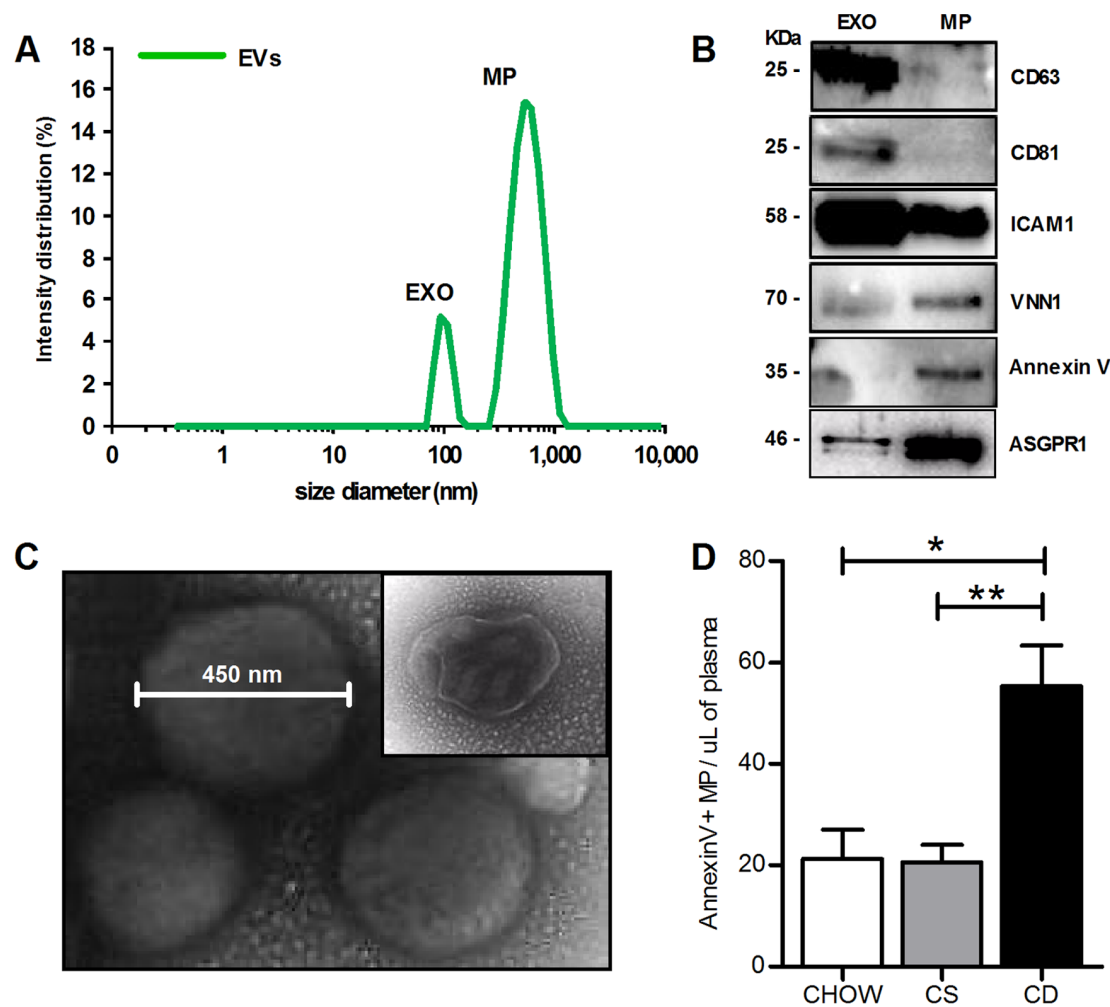 A
EVs
MP
EXO
Intensity distribution (%)
18
16
14
12
10
8
6
4
2
0
0 1 10 100 1,000 10,000
size diameter (nm)
B
KDa EXO MP
25 - CD63
25 - CD81
58 - ICAM1
70 - VNN1
35 - Annexin V
46 - ASGPR1
C
450 nm
D
*
**
AnnexinV + MP / uL of plasma
80
60
40
20
0
CHOW CS CD